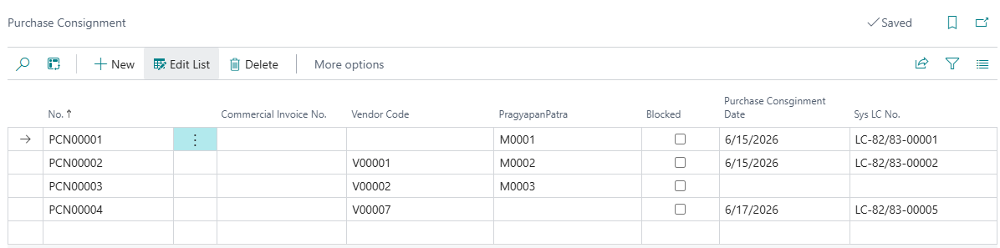 Purchase Consignment
Saved
New Edit List Delete More options
No. ↑ Commercial Invoice No. Vendor Code PragyapanPatra Blocked Purchase Consginment Date Sys LC No.
PCN00001 M0001 6/15/2026 LC-82/83-00001
PCN00002 V00001 M0002 6/15/2026 LC-82/83-00002
PCN00003 V00002 M0003
PCN00004 V00007 6/17/2026 LC-82/83-00005